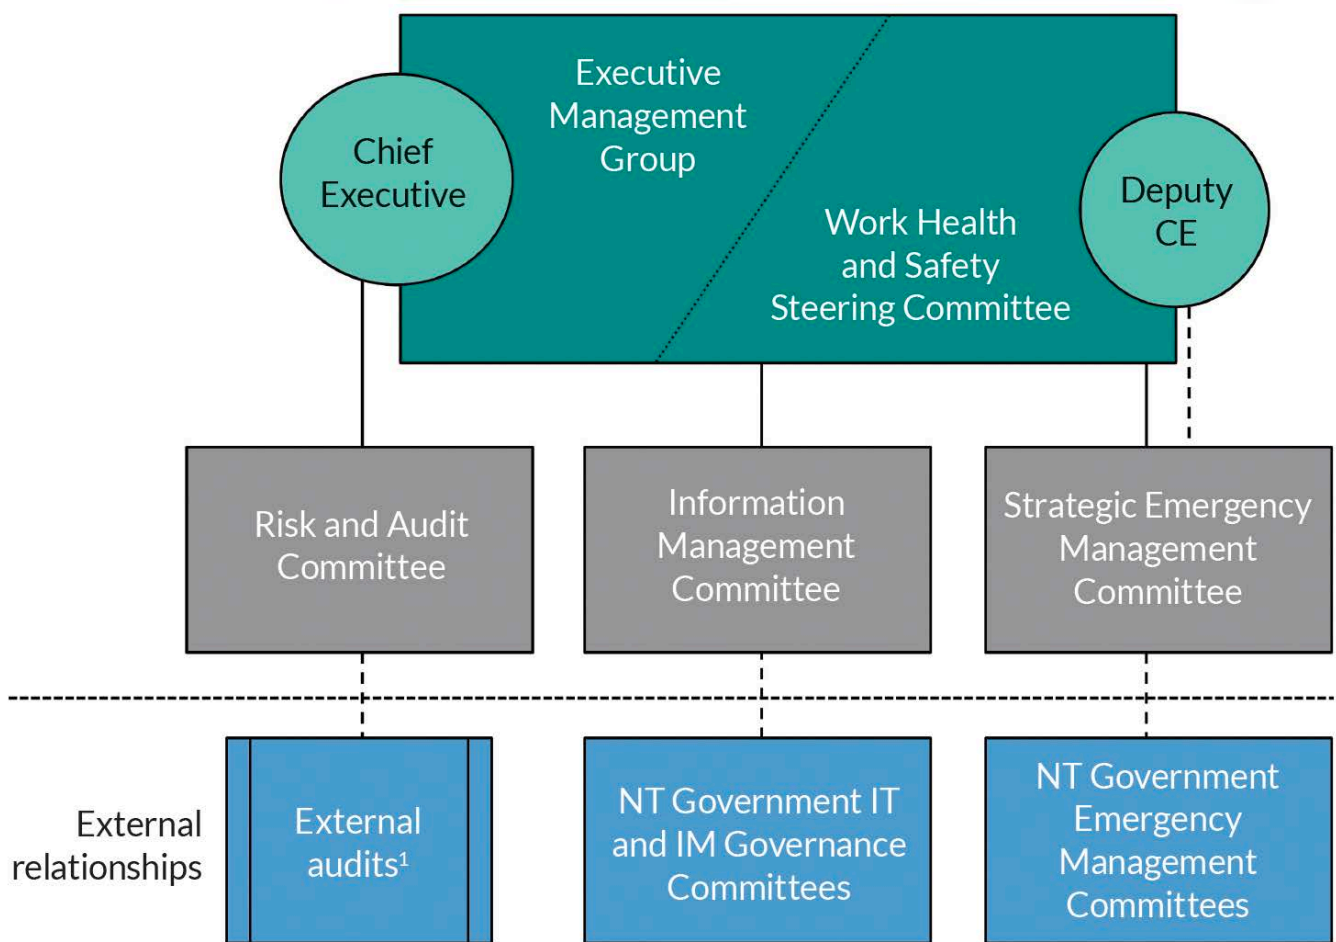 Executive
Management
Group
Chief
Executive
Deputy
CE
Work Health
and Safety
Steering Committee
Risk and Audit
Committee
Information
Management
Committee
Strategic Emergency
Management
Committee
External
relationships
External
audits¹
NT Government IT
and IM Governance
Committees
NT Government
Emergency
Management
Committees